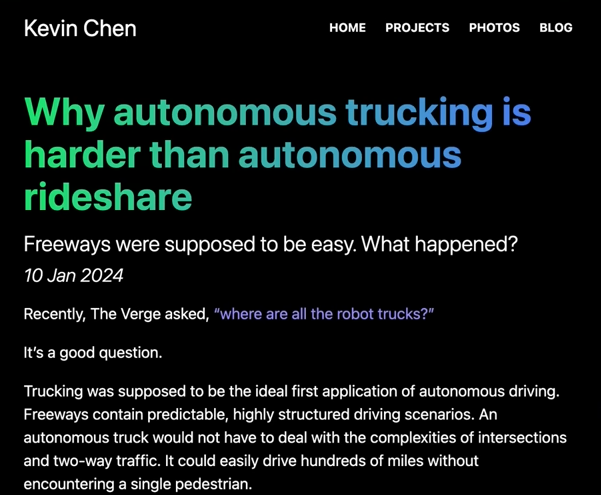 Kevin Chen
HOME PROJECTS PHOTOS BLOG
Why autonomous trucking is
harder than autonomous
rideshare
Freeways were supposed to be easy. What happened?
10 Jan 2024
Recently, The Verge asked, “where are all the robot trucks?”
It’s a good question.
Trucking was supposed to be the ideal first application of autonomous driving.
Freeways contain predictable, highly structured driving scenarios. An
autonomous truck would not have to deal with the complexities of intersections
and two-way traffic. It could easily drive hundreds of miles without
encountering a single pedestrian.